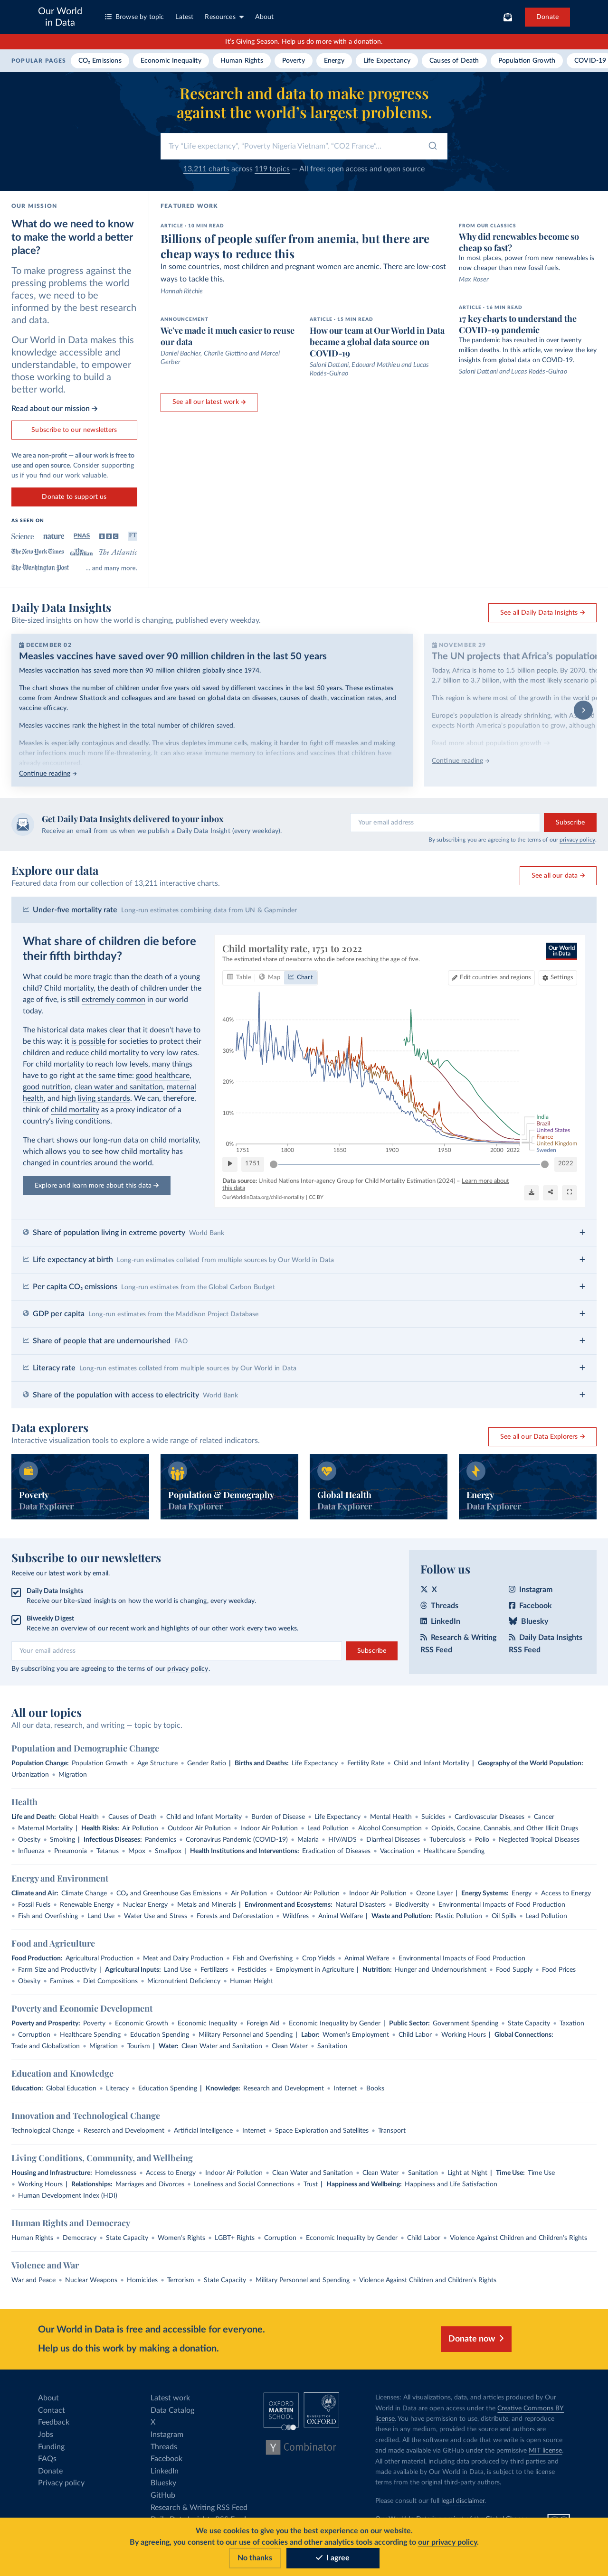 Our World
in Data
Browse by topic
Latest
Resources
About
Donate
It's Giving Season. Help us do more with a donation.
POPULAR PAGES
CO₂ Emissions
Economic Inequality
Human Rights
Poverty
Energy
Life Expectancy
Causes of Death
Population Growth
COVID-19
Research and data to make progress
against the world's largest problems.
Try "Life expectancy", "Poverty Nigeria Vietnam", "CO2 France"...
13,211 charts across 119 topics — All free: open access and open source
OUR MISSION
What do we need to know
to make the world a better
place?
To make progress against the
pressing problems the world
faces, we need to be
informed by the best research
and data.
Our World in Data makes this
knowledge accessible and
understandable, to empower
those working to build a
better world.
Read about our mission →
Subscribe to our newsletters
We are a non-profit — all our work is free to
use and open source. Consider supporting
us if you find our work valuable.
Donate to support us
AS SEEN ON
Science
nature
PNAS
BBC
FT
The New York Times
The Guardian
The Atlantic
The Washington Post
... and many more.
FEATURED WORK
ARTICLE · 10 MIN READ
Billions of people suffer from anemia, but there are
cheap ways to reduce this
In some countries, most children and pregnant women are anemic. There are low-cost
ways to tackle this.
Hannah Ritchie
ANNOUNCEMENT
We've made it much easier to reuse
our data
Daniel Bachler, Charlie Giattino and Marcel
Gerber
ARTICLE · 15 MIN READ
How our team at Our World in Data
became a global data source on
COVID-19
Saloni Dattani, Edouard Mathieu and Lucas
Rodés-Guirao
See all our latest work →
FROM OUR CLASSICS
Why did renewables become so
cheap so fast?
In most places, power from new renewables is
now cheaper than new fossil fuels.
Max Roser
ARTICLE · 16 MIN READ
17 key charts to understand the
COVID-19 pandemic
The pandemic has resulted in over twenty
million deaths. In this article, we review the key
insights from global data on COVID-19.
Saloni Dattani and Lucas Rodés-Guirao
Daily Data Insights
Bite-sized insights on how the world is changing, published every weekday.
See all Daily Data Insights →
DECEMBER 02
Measles vaccines have saved over 90 million children in the last 50 years
Measles vaccination has saved more than 90 million children globally since 1974.
The chart shows the number of children under five years old saved by different vaccines in the last 50 years. These estimates
come from Andrew Shattock and colleagues and are based on global data on diseases, causes of death, vaccination rates, and
vaccine efficacy.
Measles vaccines rank the highest in the total number of children saved.
Measles is especially contagious and deadly. The virus depletes immune cells, making it harder to fight off measles and making
other infections much more life-threatening. It can also erase immune memory to infections and vaccines that children have
Continue reading →
NOVEMBER 29
The UN projects that Africa's population
Today, Africa is home to 1.5 billion people. By 2070, the
2.7 billion to 3.7 billion, with the most likely scenario pl
This region is where most of the growth in the world po
Europe's population is already shrinking, with A
expects North America's population to grow, although
Read more about population growth →
Continue reading →
Get Daily Data Insights delivered to your inbox
Receive an email from us when we publish a Daily Data Insight (every weekday).
Your email address
Subscribe
By subscribing you are agreeing to the terms of our privacy policy.
Explore our data
Featured data from our collection of 13,211 interactive charts.
See all our data →
Under-five mortality rate Long-run estimates combining data from UN & Gapminder
What share of children die before
their fifth birthday?
What could be more tragic than the death of a young
child? Child mortality, the death of children under the
age of five, is still extremely common in our world
today.
The historical data makes clear that it doesn't have to
be this way: it is possible for societies to protect their
children and reduce child mortality to very low rates.
For child mortality to reach low levels, many things
have to go right at the same time: good healthcare,
good nutrition, clean water and sanitation, maternal
health, and high living standards. We can, therefore,
think of child mortality as a proxy indicator of a
country's living conditions.
The chart shows our long-run data on child mortality,
which allows you to see how child mortality has
changed in countries around the world.
Explore and learn more about this data →
Child mortality rate, 1751 to 2022
The estimated share of newborns who die before reaching the age of five.
Our World
in Data
Table
Map
Chart
Edit countries and regions
Settings
40%
30%
20%
10%
0%
1751
1800
1850
1900
1950
2000
2022
India
Brazil
United States
France
United Kingdom
Sweden
1751
2022
Data source: United Nations Inter-agency Group for Child Mortality Estimation (2024) – Learn more about
this data
OurWorldinData.org/child-mortality | CC BY
Share of population living in extreme poverty World Bank
Life expectancy at birth Long-run estimates collated from multiple sources by Our World in Data
Per capita CO₂ emissions Long-run estimates from the Global Carbon Budget
GDP per capita Long-run estimates from the Maddison Project Database
Share of people that are undernourished FAO
Literacy rate Long-run estimates collated from multiple sources by Our World in Data
Share of the population with access to electricity World Bank
Data explorers
Interactive visualization tools to explore a wide range of related indicators.
See all our Data Explorers →
Poverty
Data Explorer
Population & Demography
Data Explorer
Global Health
Data Explorer
Energy
Data Explorer
Subscribe to our newsletters
Receive our latest work by email.
Daily Data Insights
Receive our bite-sized insights on how the world is changing, every weekday.
Biweekly Digest
Receive an overview of our recent work and highlights of our other work every two weeks.
Your email address
Subscribe
By subscribing you are agreeing to the terms of our privacy policy.
Follow us
X
Instagram
Threads
Facebook
LinkedIn
Bluesky
Research & Writing
RSS Feed
Daily Data Insights
RSS Feed
All our topics
All our data, research, and writing — topic by topic.
Population and Demographic Change
Population Change: Population Growth • Age Structure • Gender Ratio | Births and Deaths: Life Expectancy • Fertility Rate • Child and Infant Mortality | Geography of the World Population:
Urbanization • Migration
Health
Life and Death: Global Health • Causes of Death • Child and Infant Mortality • Burden of Disease • Life Expectancy • Mental Health • Suicides • Cardiovascular Diseases • Cancer
• Maternal Mortality | Health Risks: Air Pollution • Outdoor Air Pollution • Indoor Air Pollution • Lead Pollution • Alcohol Consumption • Opioids, Cocaine, Cannabis, and Other Illicit Drugs
• Obesity • Smoking | Infectious Diseases: Pandemics • Coronavirus Pandemic (COVID-19) • Malaria • HIV/AIDS • Diarrheal Diseases • Tuberculosis • Polio • Neglected Tropical Diseases
• Influenza • Pneumonia • Tetanus • Mpox • Smallpox | Health Institutions and Interventions: Eradication of Diseases • Vaccination • Healthcare Spending
Energy and Environment
Climate and Air: Climate Change • CO₂ and Greenhouse Gas Emissions • Air Pollution • Outdoor Air Pollution • Indoor Air Pollution • Ozone Layer | Energy Systems: Energy • Access to Energy
• Fossil Fuels • Renewable Energy • Nuclear Energy • Metals and Minerals | Environment and Ecosystems: Natural Disasters • Biodiversity • Environmental Impacts of Food Production
• Fish and Overfishing • Land Use • Water Use and Stress • Forests and Deforestation • Wildfires • Animal Welfare | Waste and Pollution: Plastic Pollution • Oil Spills • Lead Pollution
Food and Agriculture
Food Production: Agricultural Production • Meat and Dairy Production • Fish and Overfishing • Crop Yields • Animal Welfare • Environmental Impacts of Food Production
• Farm Size and Productivity | Agricultural Inputs: Land Use • Fertilizers • Pesticides • Employment in Agriculture | Nutrition: Hunger and Undernourishment • Food Supply • Food Prices
• Obesity • Famines • Diet Compositions • Micronutrient Deficiency • Human Height
Poverty and Economic Development
Poverty and Prosperity: Poverty • Economic Growth • Economic Inequality • Foreign Aid • Economic Inequality by Gender | Public Sector: Government Spending • State Capacity • Taxation
• Corruption • Healthcare Spending • Education Spending • Military Personnel and Spending | Labor: Women's Employment • Child Labor • Working Hours | Global Connections:
Trade and Globalization • Migration • Tourism | Water: Clean Water and Sanitation • Clean Water • Sanitation
Education and Knowledge
Education: Global Education • Literacy • Education Spending | Knowledge: Research and Development • Internet • Books
Innovation and Technological Change
Technological Change • Research and Development • Artificial Intelligence • Internet • Space Exploration and Satellites • Transport
Living Conditions, Community, and Wellbeing
Housing and Infrastructure: Homelessness • Access to Energy • Indoor Air Pollution • Clean Water and Sanitation • Clean Water • Sanitation • Light at Night | Time Use: Time Use
• Working Hours | Relationships: Marriages and Divorces • Loneliness and Social Connections • Trust | Happiness and Wellbeing: Happiness and Life Satisfaction
• Human Development Index (HDI)
Human Rights and Democracy
Human Rights • Democracy • State Capacity • Women's Rights • LGBT+ Rights • Corruption • Economic Inequality by Gender • Child Labor • Violence Against Children and Children's Rights
Violence and War
War and Peace • Nuclear Weapons • Homicides • Terrorism • State Capacity • Military Personnel and Spending • Violence Against Children and Children's Rights
Our World in Data is free and accessible for everyone.
Help us do this work by making a donation.
Donate now
About
Contact
Feedback
Jobs
Funding
FAQs
Donate
Privacy policy
Latest work
Data Catalog
X
Instagram
Threads
Facebook
LinkedIn
Bluesky
GitHub
Research & Writing RSS Feed
OXFORD
MARTIN
SCHOOL
UNIVERSITY OF
OXFORD
Y Combinator
Licenses: All visualizations, data, and articles produced by Our
World in Data are open access under the Creative Commons BY
license. You have permission to use, distribute, and reproduce
these in any medium, provided the source and authors are
credited. All the software and code that we write is open source
and made available via GitHub under the permissive MIT license.
All other material, including data produced by third parties and
made available by Our World in Data, is subject to the license
terms from the original third-party authors.
Please consult our full legal disclaimer.
We use cookies to give you the best experience on our website.
By agreeing, you consent to our use of cookies and other analytics tools according to our privacy policy.
No thanks
I agree